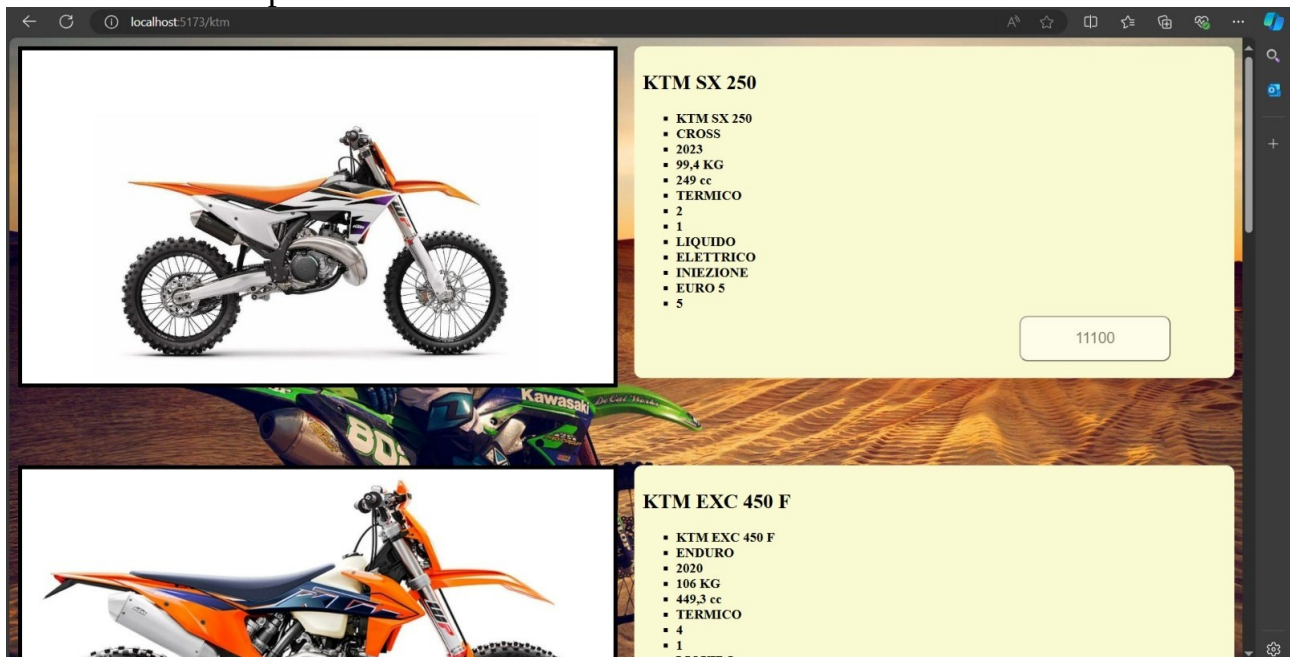 localhost:5173/ktm
KTM SX 250
KTM SX 250
CROSS
2023
99,4 KG
249 cc
TERMICO
2
1
LIQUIDO
ELETTRICO
INIEZIONE
EURO 5
5
11100
Kawasaki
KTM EXC 450 F
KTM EXC 450 F
ENDURO
2020
106 KG
449,3 cc
TERMICO
4
1